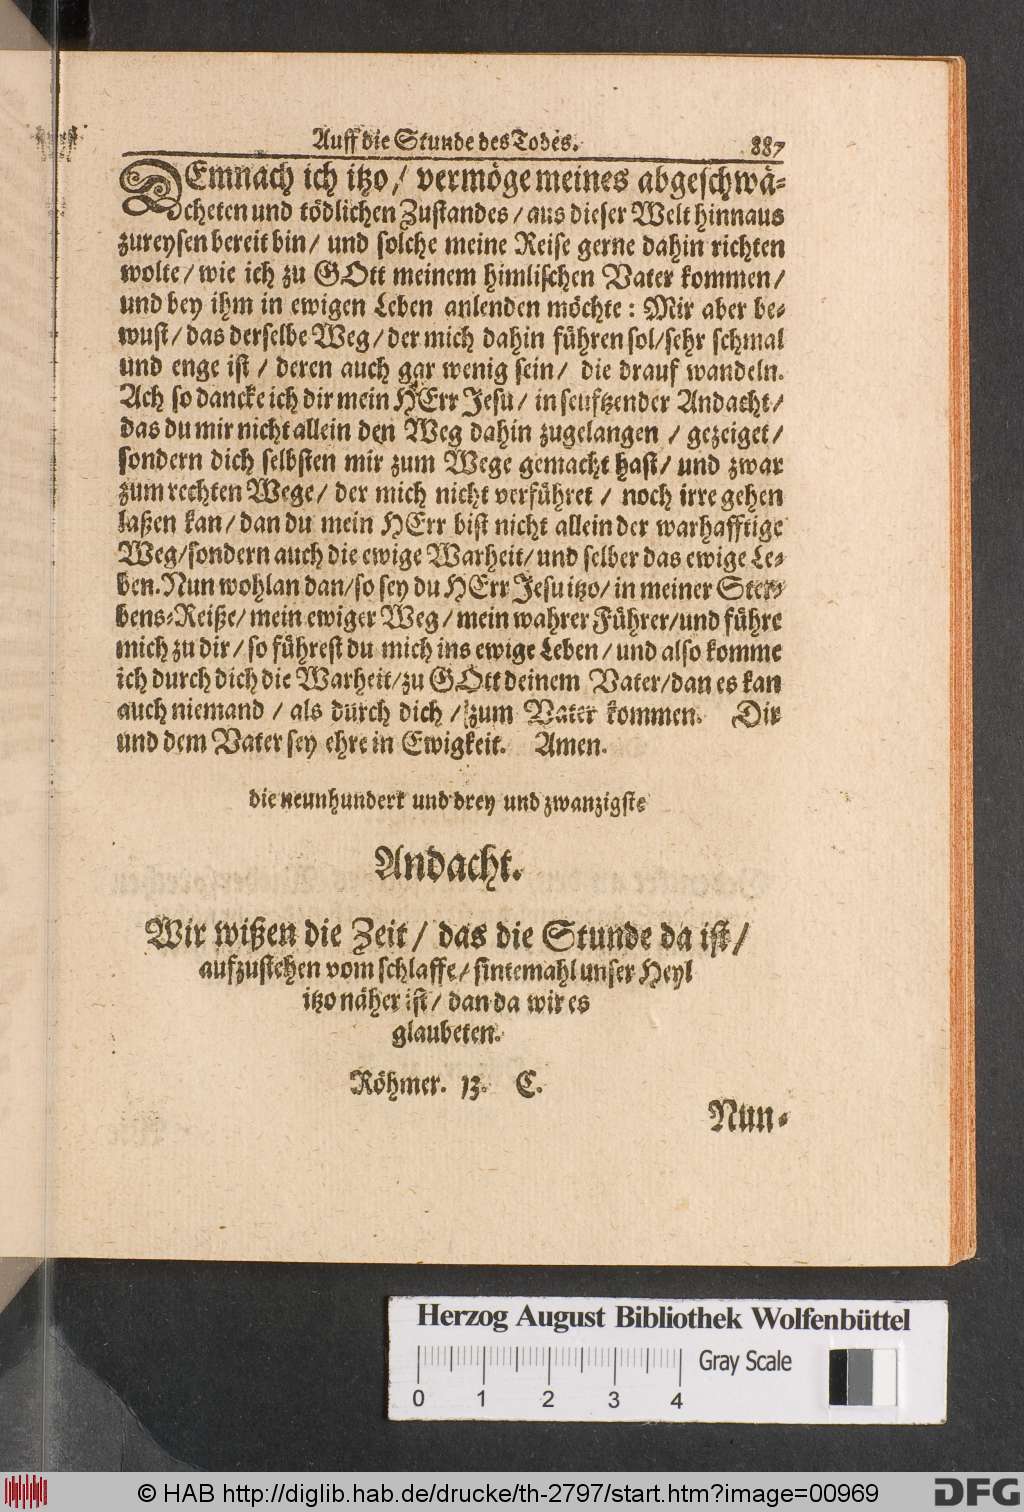 Auff die Stunde des Todes. 887
DEmnach ich itzo / vermöge meines abgeschwä-
cheten und tödlichen Zustandes / aus dieser Welt hinnaus
zureysen bereit bin / und solche meine Reise gerne dahin richten
wolte / wie ich zu GOtt meinem himlischen Vater kommen /
und bey ihm in ewigen Leben anlenden möchte : Mir aber be-
wust / das derselbe Weg / der mich dahin führen sol / sehr schmal
und enge ist / deren auch gar wenig sein / die drauf wandeln.
Ach so dancke ich dir mein HErr Jesu / in seuftzender Andacht /
das du mir nicht allein den Weg dahin zugelangen / gezeiget /
sondern dich selbsten mir zum Wege gemacht hast / und zwar
zum rechten Wege / der mich nicht verführet / noch irre gehen
laßen kan / dan du mein HErr bist nicht allein der warhafftige
Weg / sondern auch die ewige Warheit / und selber das ewige Le-
ben. Nun wohlan dan / so sey du HErr Jesu itzo / in meiner Ster-
bens-Reiße / mein ewiger Weg / mein wahrer Führer / und führe
mich zu dir / so führest du mich ins ewige Leben / und also komme
ich durch dich die Warheit / zu GOtt deinem Vater / dan es kan
auch niemand / als durch dich / zum Vater kommen. Dir
und dem Vater sey ehre in Ewigkeit. Amen.
die neunhundert und drey und zwanzigste
Andacht.
Wir wißen die Zeit / das die Stunde da ist /
aufzustehen vom schlaffe / sintemahl unser Heyl
itzo näher ist / dan da wir es
glaubeten.
Röhmer. 13. C.
Nun-
Herzog August Bibliothek Wolfenbüttel
Gray Scale
0 1 2 3 4
© HAB http://diglib.hab.de/drucke/th-2797/start.htm?image=00969
DFG